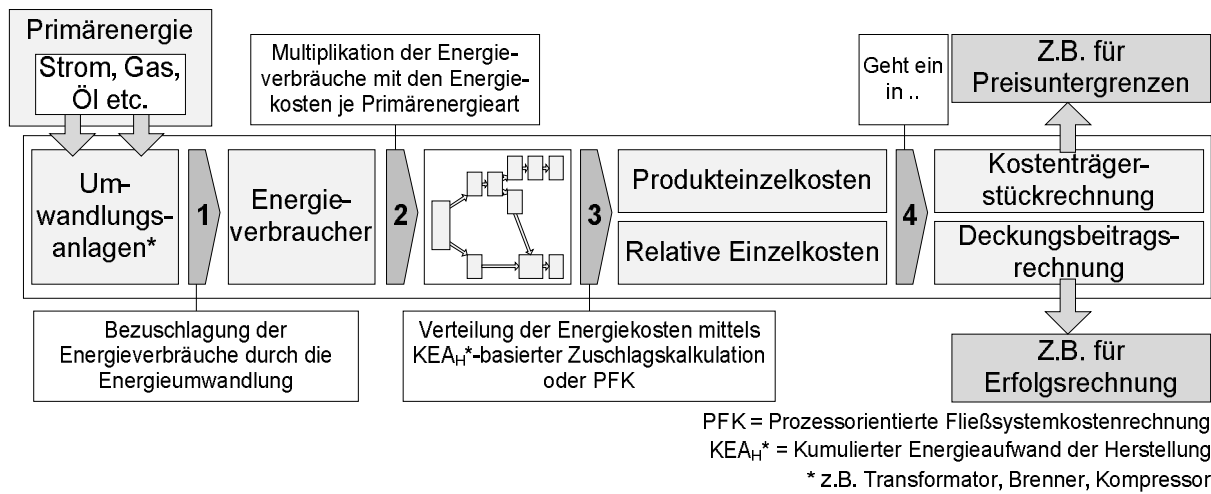 Primärenergie
Strom, Gas,
Öl etc.
Multiplikation der Energie-
verbräuche mit den Energie-
kosten je Primärenergieart
Geht ein
in ..
Z.B. für
Preisuntergrenzen
Um-
wandlungs-
anlagen*
1
Energie-
verbraucher
2
3
Produkteinzelkosten
Relative Einzelkosten
4
Kostenträger-
stückrechnung
Deckungsbeitrags-
rechnung
Bezuschlagung der
Energieverbräuche durch die
Energieumwandlung
Verteilung der Energiekosten mittels
KEAH*-basierter Zuschlagskalkulation
oder PFK
Z.B. für
Erfolgsrechnung
PFK = Prozessorientierte Fließsystemkostenrechnung
KEAH* = Kumulierter Energieaufwand der Herstellung
* z.B. Transformator, Brenner, Kompressor